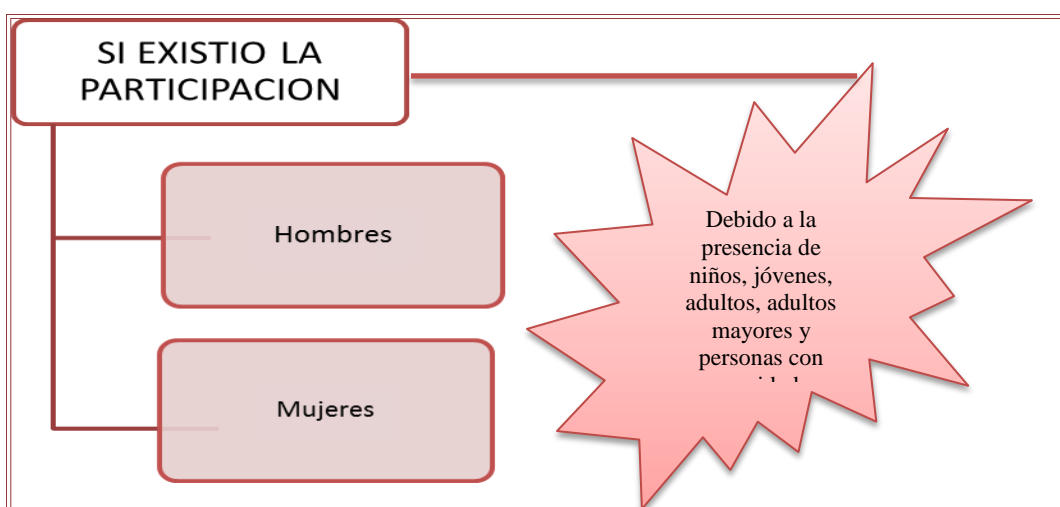 SI EXISTIO LA
PARTICIPACION
Hombres
Mujeres
Debido a la
presencia de
niños, jóvenes,
adultos, adultos
mayores y
personas con